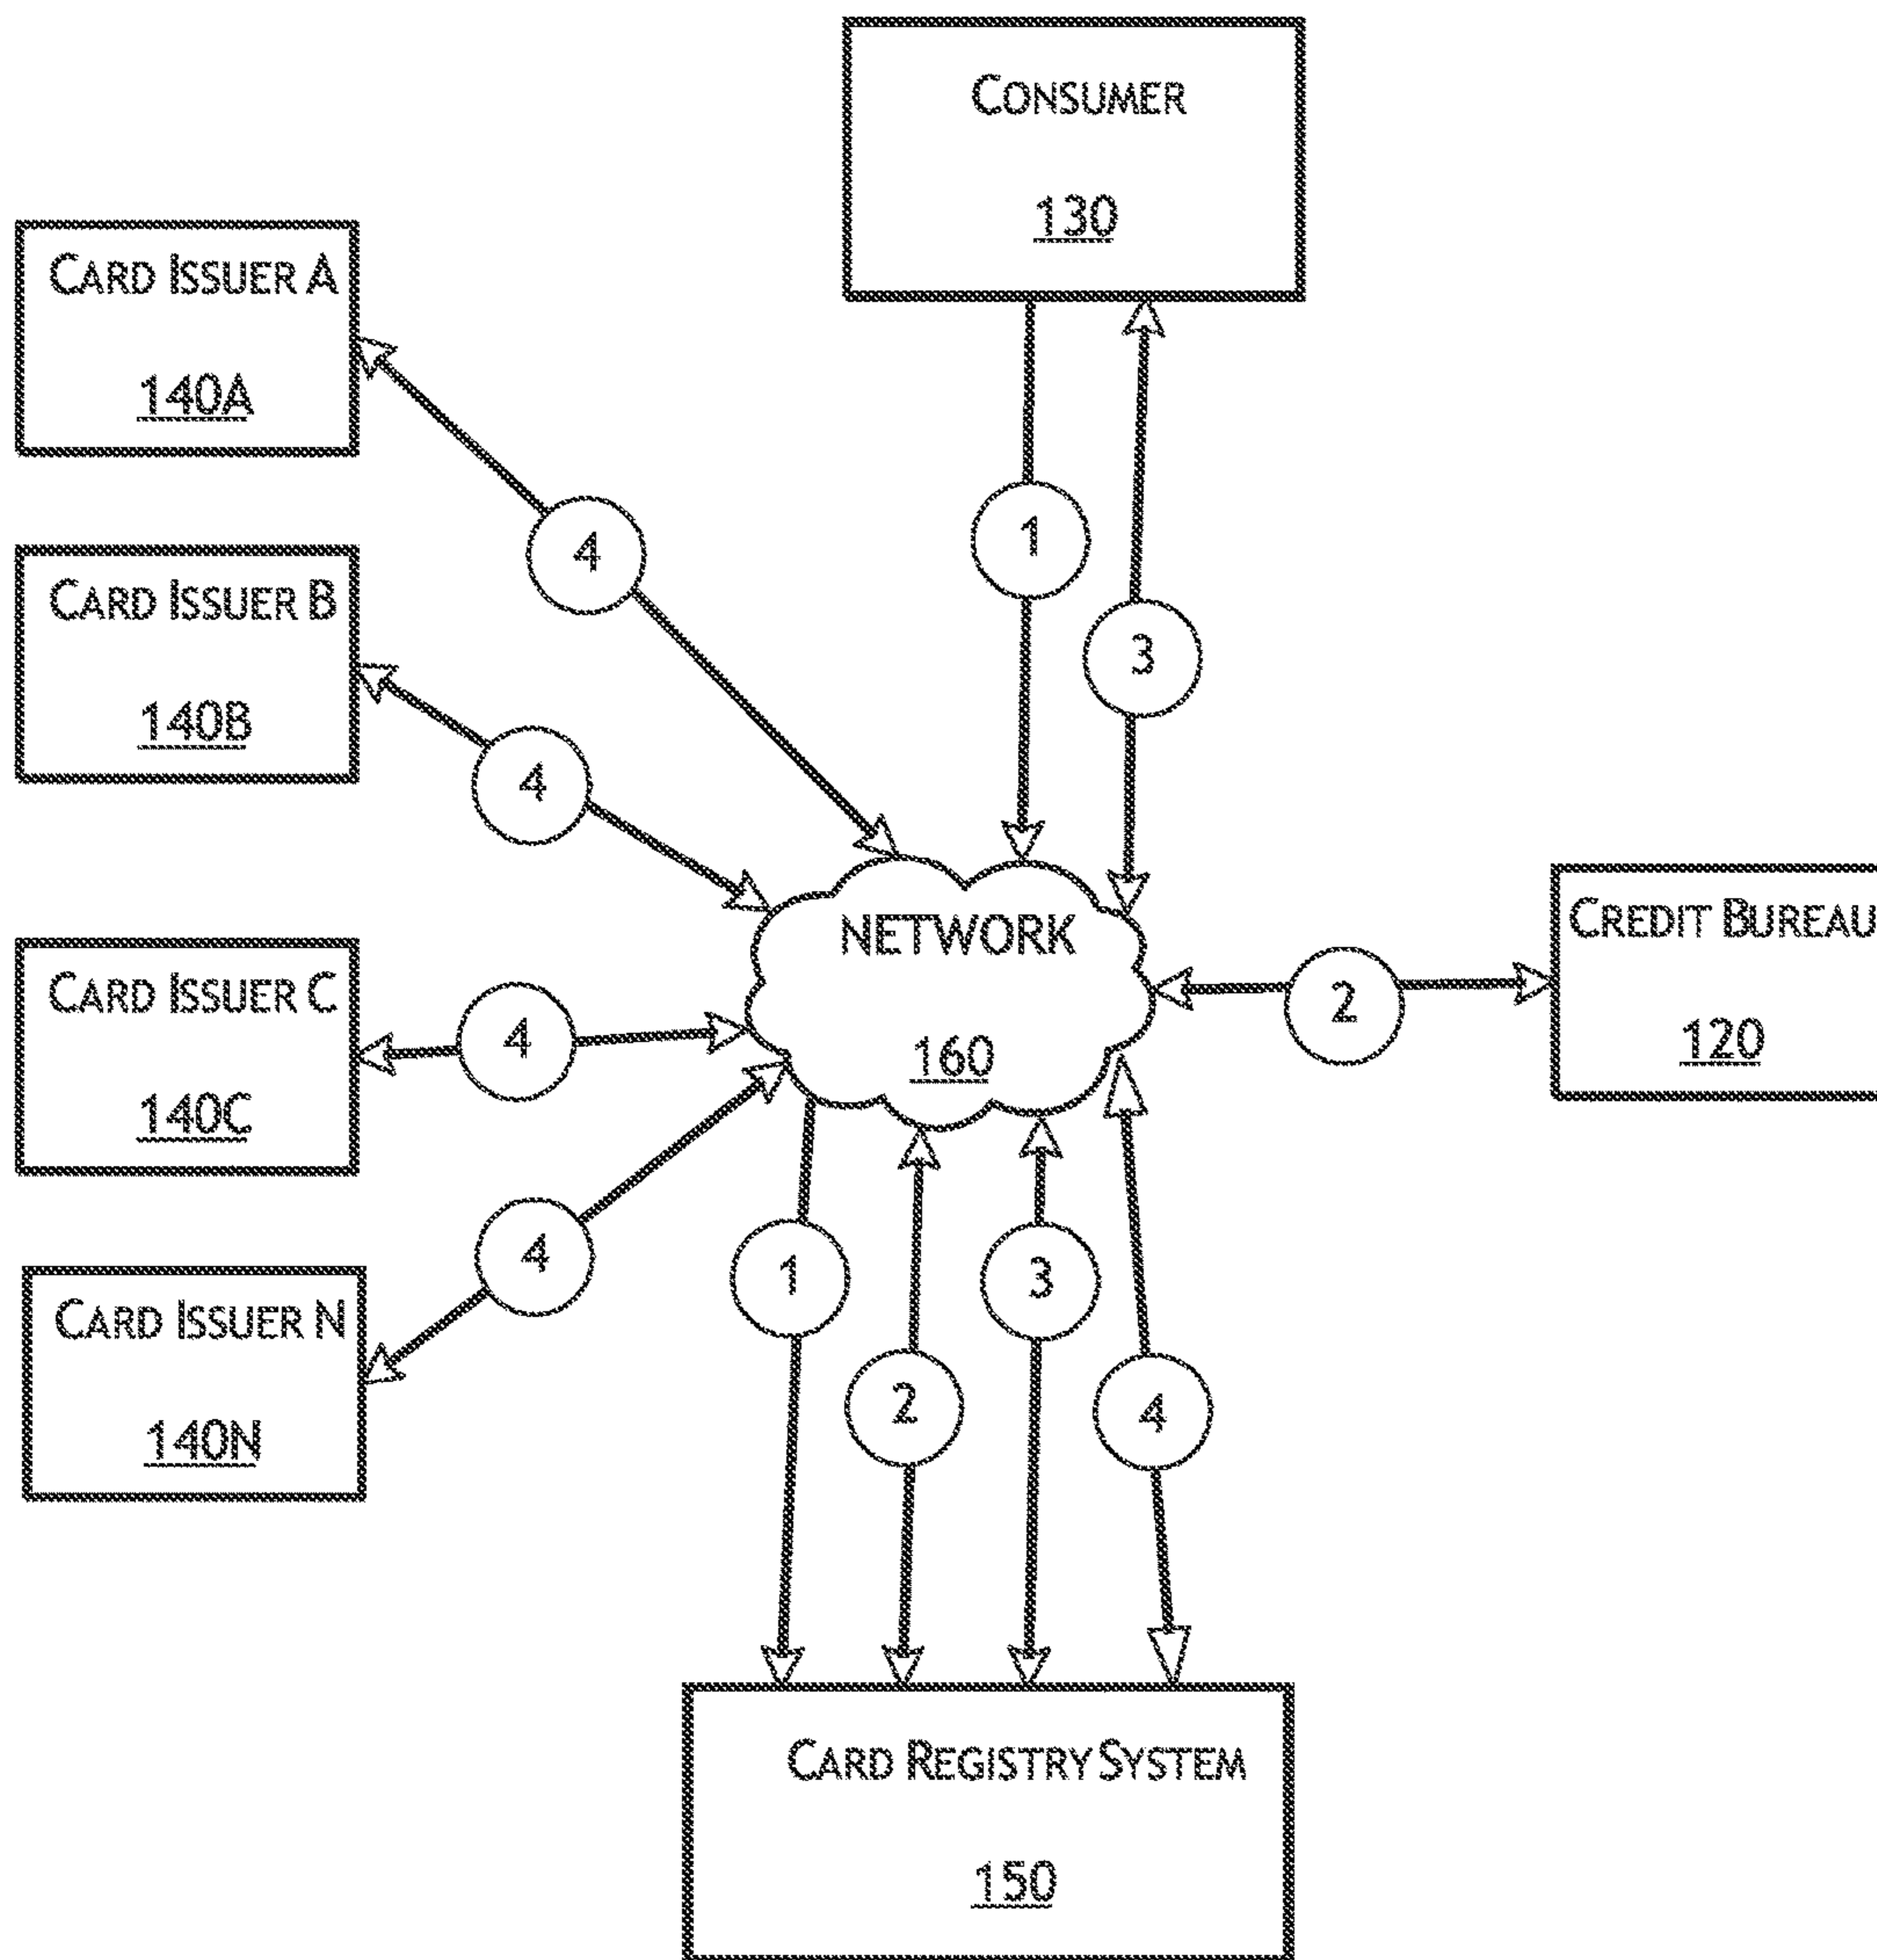 CONSUMER
130
CARD ISSUER A
140A
1
4
CARD ISSUER B
140B
3
4
NETWORK
160
CREDIT BUREAU
120
2
CARD ISSUER C
140C
4
4
CARD ISSUER N
140N
1
3
2
4
CARD REGISTRY SYSTEM
150